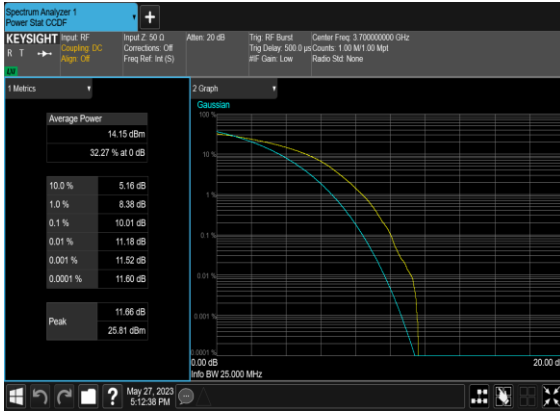 Spectrum Analyzer 1
Power Stat CCDF
KEYSIGHT Input: RF Input Z: 50 Ω Atten: 20 dB Trig: RF Burst Center Freq: 3.700000000 GHz
R T Coupling: DC Corrections: Off Trig Delay: 500.0 µs Counts: 1.00 M/1.00 Mpt
Align: Off Freq Ref: Int (S) #IF Gain: Low Radio Std: None
1 Metrics
Average Power
14.15 dBm
32.27 % at 0 dB
10.0 % 5.16 dB
1.0 % 8.38 dB
0.1 % 10.01 dB
0.01 % 11.18 dB
0.001 % 11.52 dB
0.0001 % 11.60 dB
Peak
11.66 dB
25.81 dBm
2 Graph
Gaussian
100 %
10 %
1 %
0.1 %
0.01 %
0.001 %
0.0001 %
0.00 dB 20.00 d
Info BW 25.000 MHz
May 27, 2023
5:12:38 PM